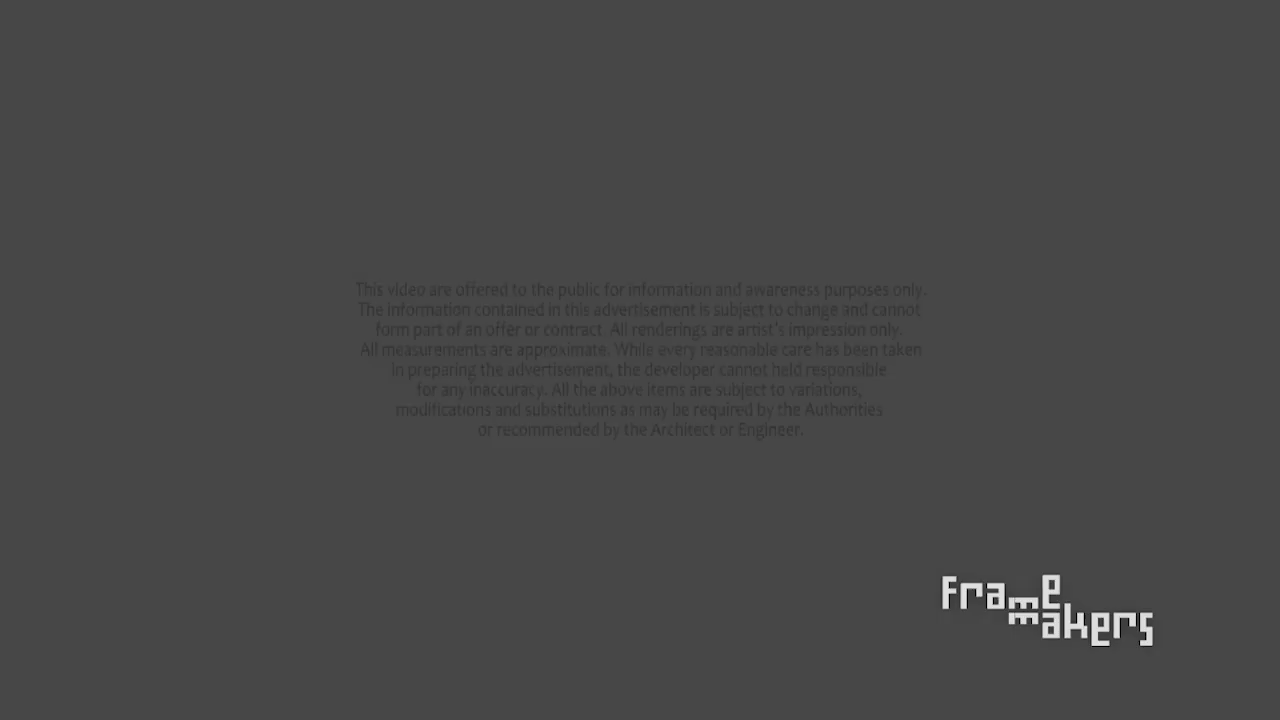 This video are offered to the public for information and awareness purposes only.
The information contained in this advertisement is subject to change and cannot
form part of an offer or contract. All renderings are artist's impression only.
All measurements are approximate. While every reasonable care has been taken
in preparing the advertisement, the developer cannot held responsible
for any inaccuracy. All the above items are subject to variations,
modifications and substitutions as may be required by the Authorities
or recommended by the Architect or Engineer.
Frame
makers